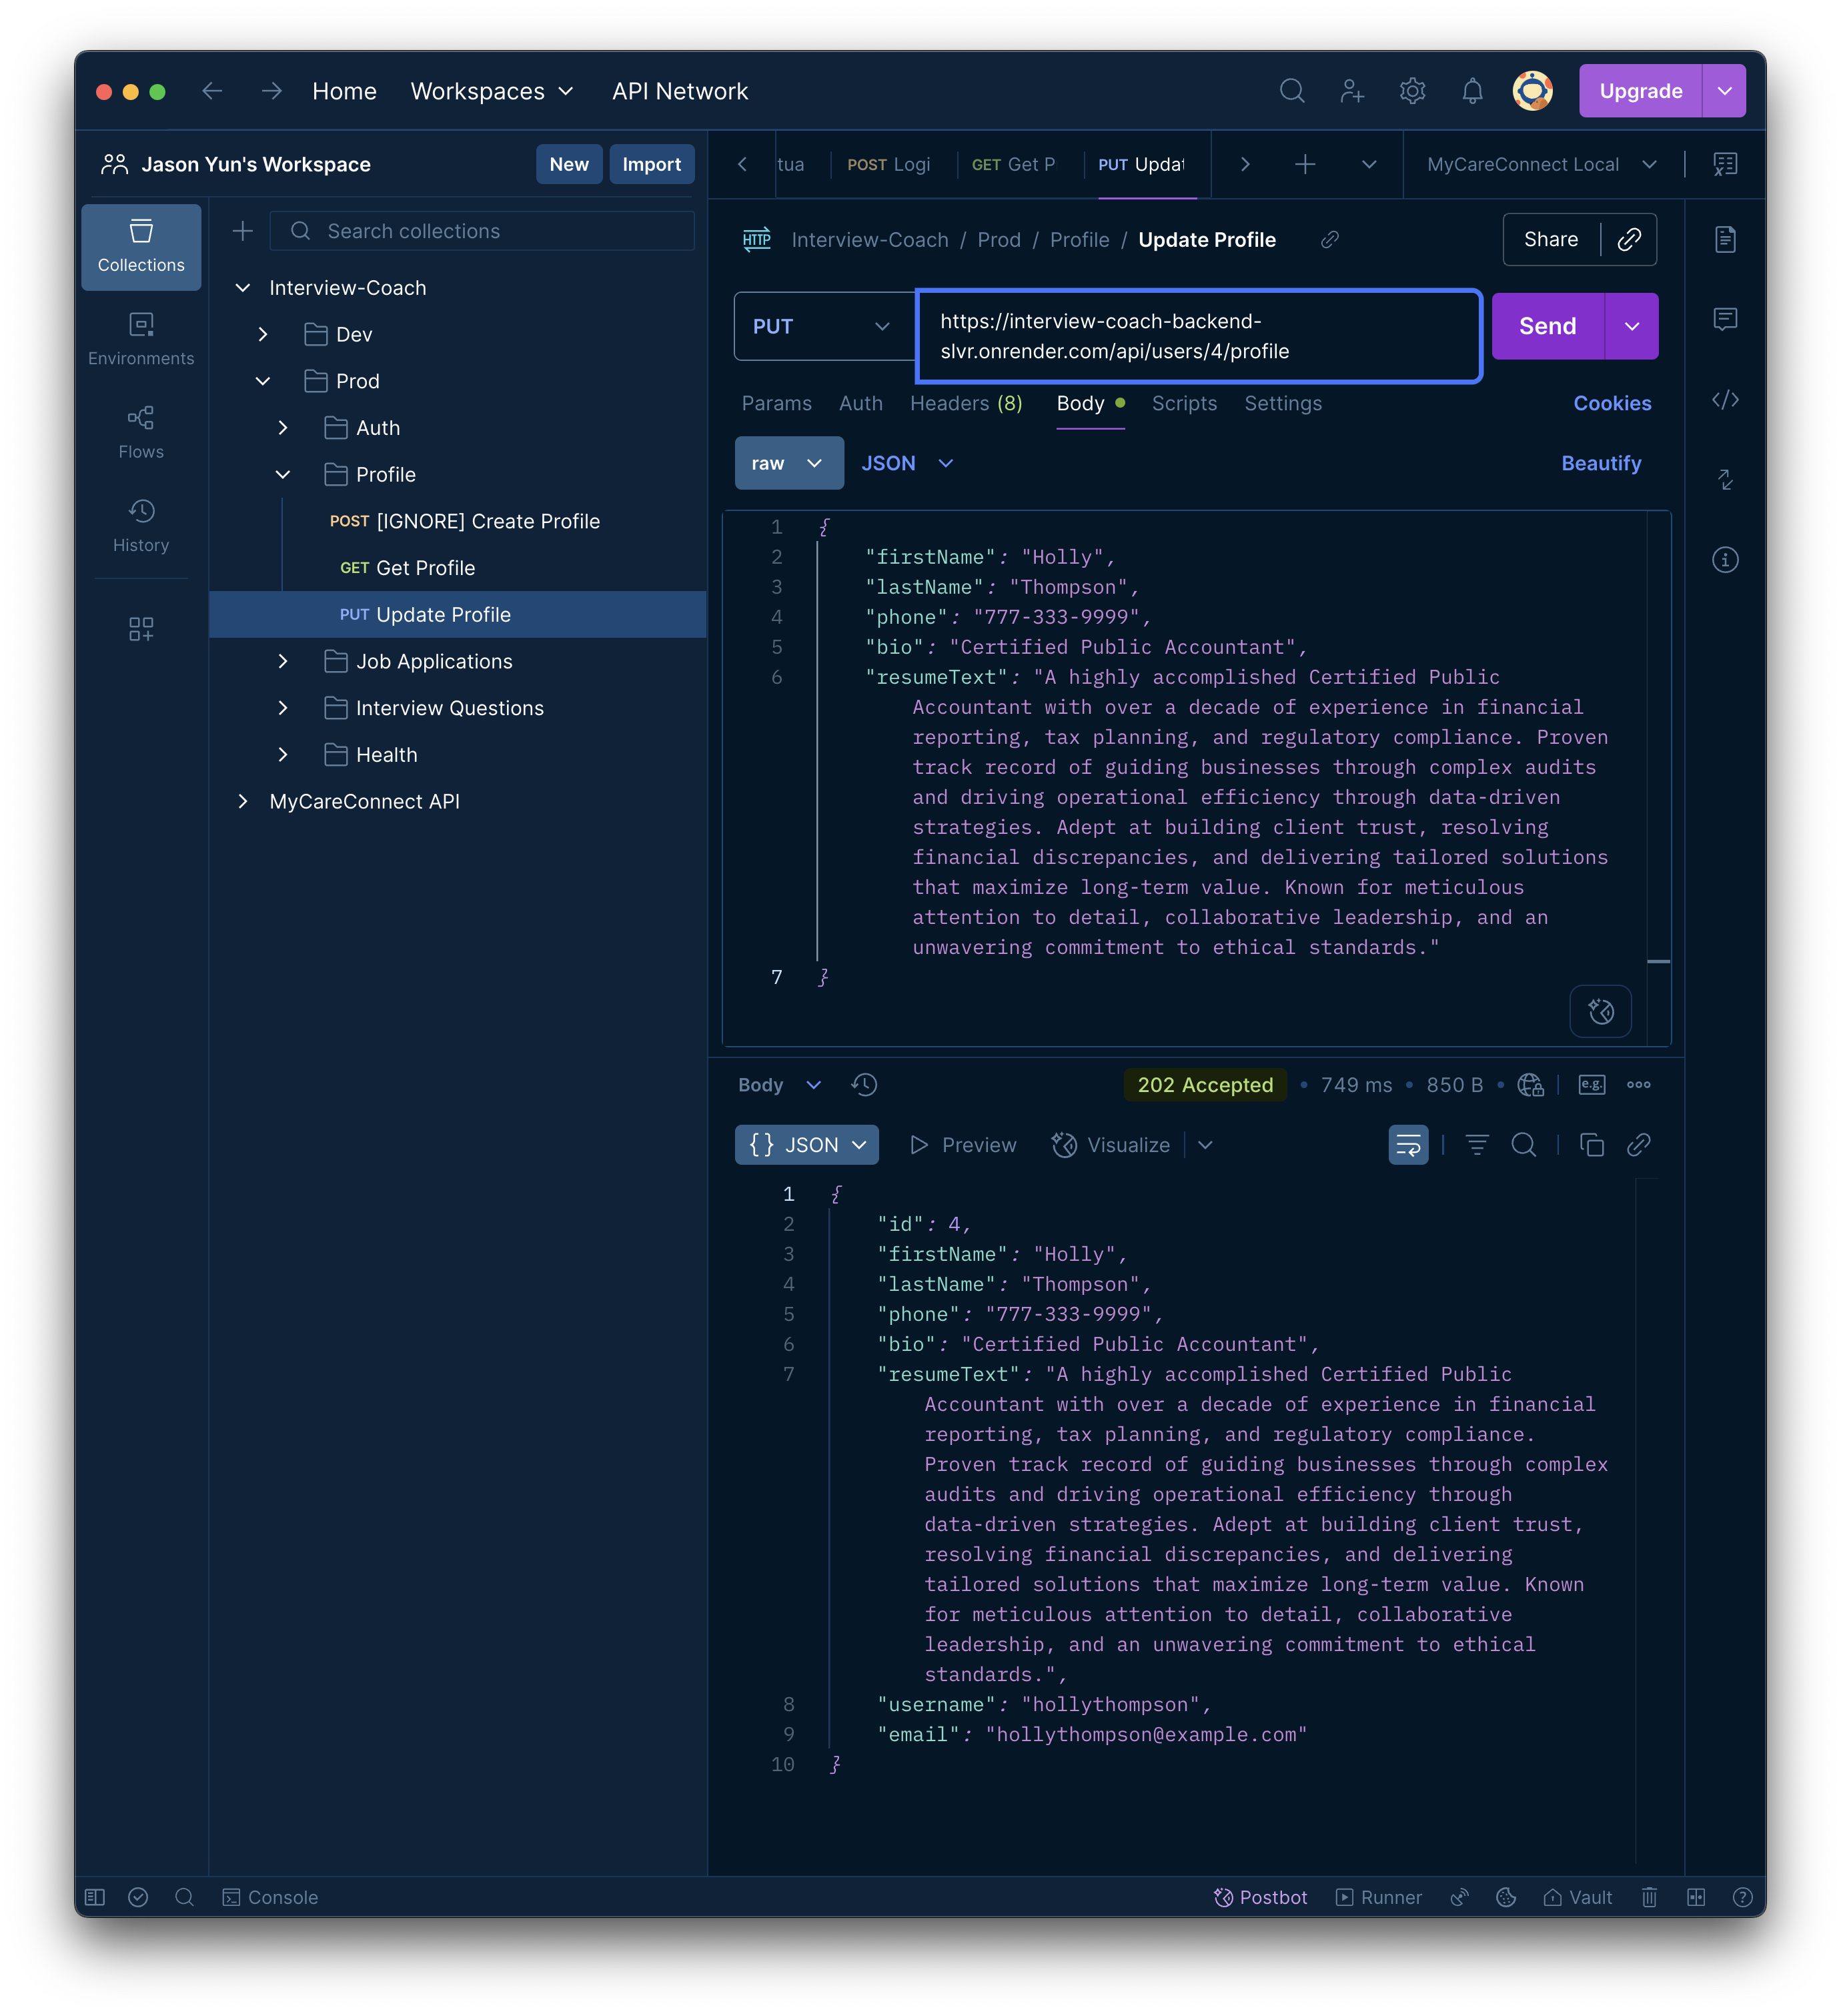 Home Workspaces API Network Upgrade
Jason Yun's Workspace New Import
Collections
Environments
Flows
History
Search collections
Interview-Coach
Dev
Prod
Auth
Profile
POST [IGNORE] Create Profile
GET Get Profile
PUT Update Profile
Job Applications
Interview Questions
Health
MyCareConnect API
tua POST Logi GET Get P PUT Updat MyCareConnect Local
HTTP Interview-Coach / Prod / Profile / Update Profile Share
PUT https://interview-coach-backend-
slvr.onrender.com/api/users/4/profile
Send
Params Auth Headers (8) Body Scripts Settings Cookies
raw JSON Beautify
1 {
2 "firstName": "Holly",
3 "lastName": "Thompson",
4 "phone": "777-333-9999",
5 "bio": "Certified Public Accountant",
6 "resumeText": "A highly accomplished Certified Public
Accountant with over a decade of experience in financial
reporting, tax planning, and regulatory compliance. Proven
track record of guiding businesses through complex audits
and driving operational efficiency through data-driven
strategies. Adept at building client trust, resolving
financial discrepancies, and delivering tailored solutions
that maximize long-term value. Known for meticulous
attention to detail, collaborative leadership, and an
unwavering commitment to ethical standards."
7 }
Body 202 Accepted • 749 ms • 850 B • e.g.
{} JSON Preview Visualize
1 {
2 "id": 4,
3 "firstName": "Holly",
4 "lastName": "Thompson",
5 "phone": "777-333-9999",
6 "bio": "Certified Public Accountant",
7 "resumeText": "A highly accomplished Certified Public
Accountant with over a decade of experience in financial
reporting, tax planning, and regulatory compliance.
Proven track record of guiding businesses through complex
audits and driving operational efficiency through
data-driven strategies. Adept at building client trust,
resolving financial discrepancies, and delivering
tailored solutions that maximize long-term value. Known
for meticulous attention to detail, collaborative
leadership, and an unwavering commitment to ethical
standards.",
8 "username": "hollythompson",
9 "email": "hollythompson@example.com"
10 }
Console Postbot Runner Vault